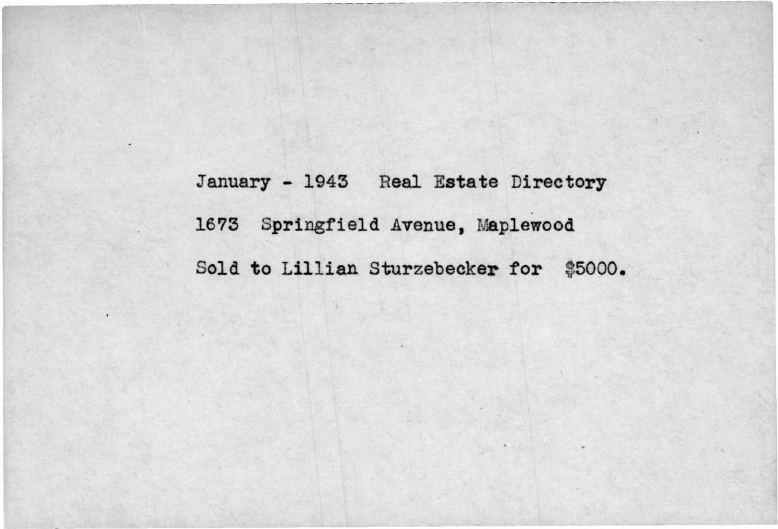 January - 1943 Real Estate Directory
1673 Springfield Avenue, Maplewood
Sold to Lillian Sturzebecker for $5000.